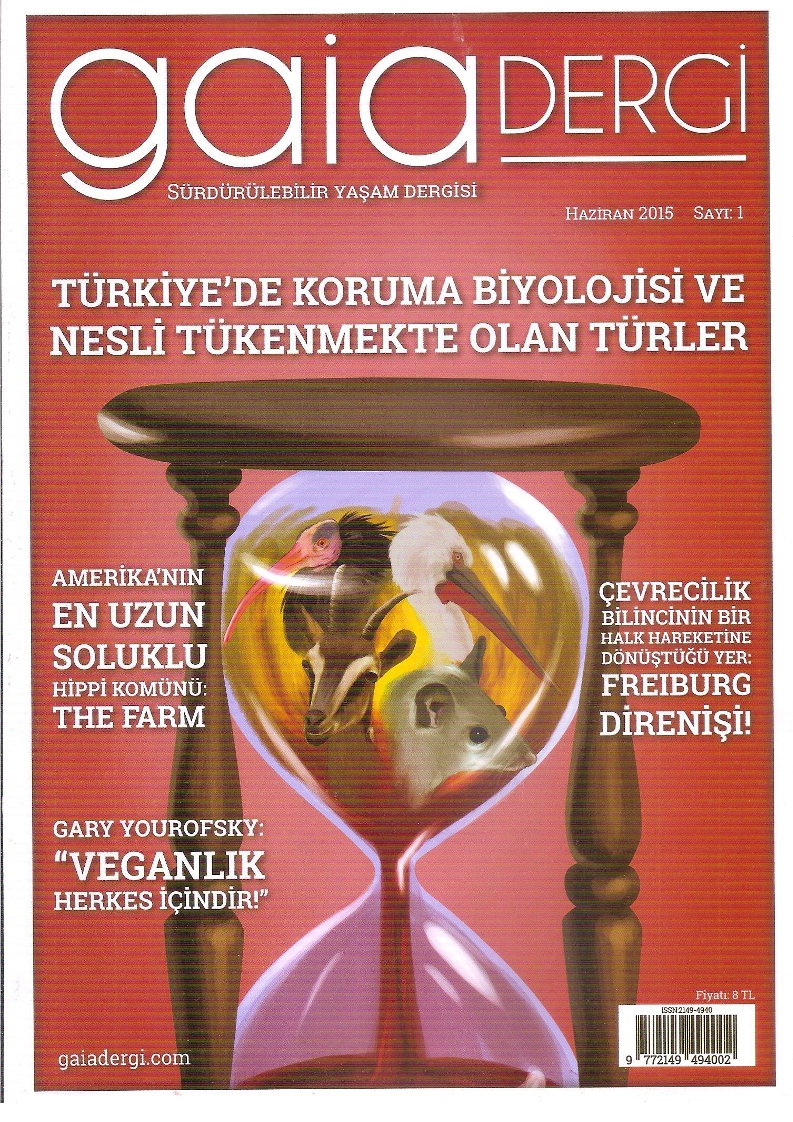 gaia DERGİ
SÜRDÜRÜLEBİLİR YAŞAM DERGİSİ
HAZİRAN 2015 SAYI: 1
TÜRKİYE’DE KORUMA BİYOLOJİSİ VE
NESLİ TÜKENMEKTE OLAN TÜRLER
AMERİKA’NIN
EN UZUN
SOLUKLU
HİPPİ KOMÜNÜ:
THE FARM
ÇEVRECİLİK
BİLİNCİNİN BİR
HALK HAREKETİNE
DÖNÜŞTÜĞÜ YER:
FREIBURG
DİRENİŞİ!
GARY YOUROFSKY:
“VEGANLIK
HERKES İÇİNDİR!”
Fiyatı: 8 TL
ISSN 2149-4940
9 772149 494002
gaiadergi.com